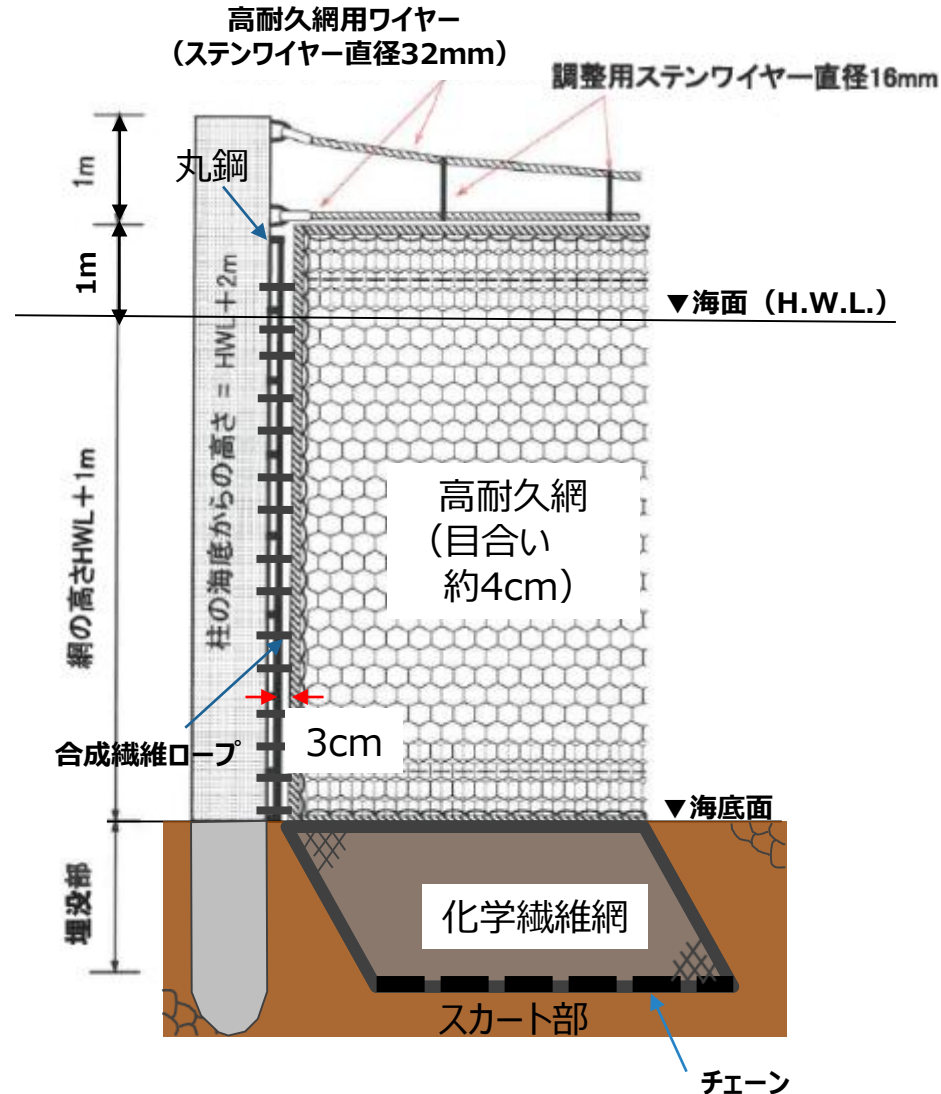 高耐久網用ワイヤー
（ステンワイヤー直径32mm）
調整用ステンワイヤー直径16mm
1m
丸鋼
1m
柱の海底からの高さ = HWL＋2m
▼海面（H.W.L.）
網の高さHWL＋1m
高耐久網
（目合い
約4cm）
合成繊維ロープ
3cm
▼海底面
埋没部
化学繊維網
スカート部
チェーン